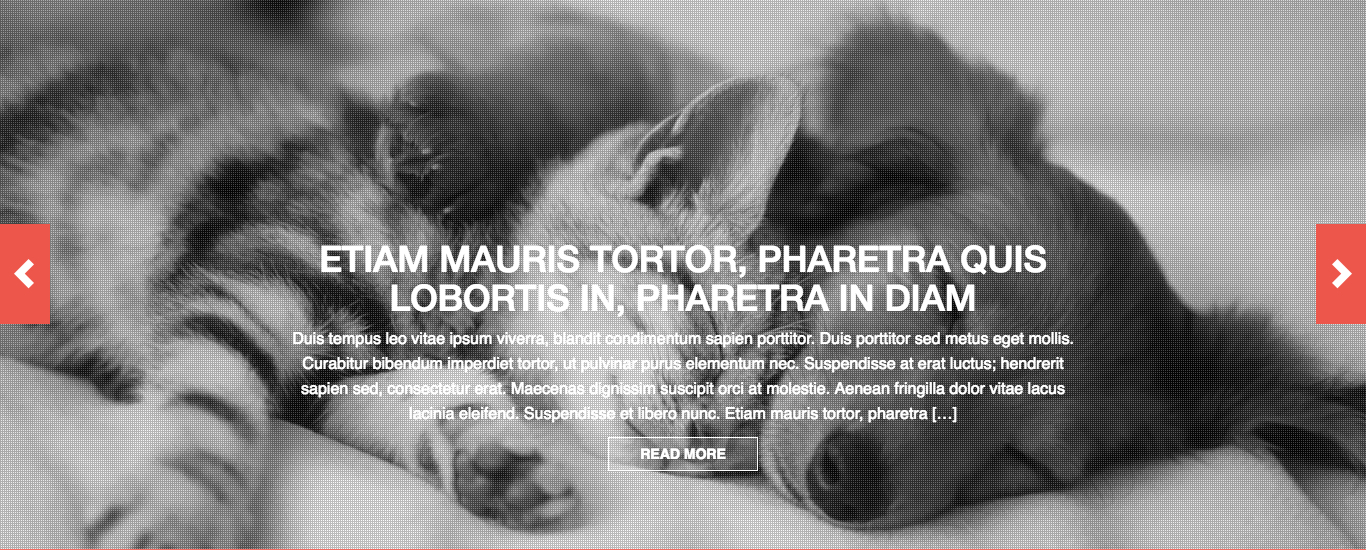 ETIAM MAURIS TORTOR, PHARETRA QUIS
LOBORTIS IN, PHARETRA IN DIAM
Duis tempus leo vitae ipsum viverra, blandit condimentum sapien porttitor. Duis porttitor sed metus eget mollis.
Curabitur bibendum imperdiet tortor, ut pulvinar purus elementum nec. Suspendisse at erat luctus; hendrerit
sapien sed, consectetur erat. Maecenas dignissim suscipit orci at molestie. Aenean fringilla dolor vitae lacus
lacinia eleifend. Suspendisse et libero nunc. Etiam mauris tortor, pharetra [...]
READ MORE